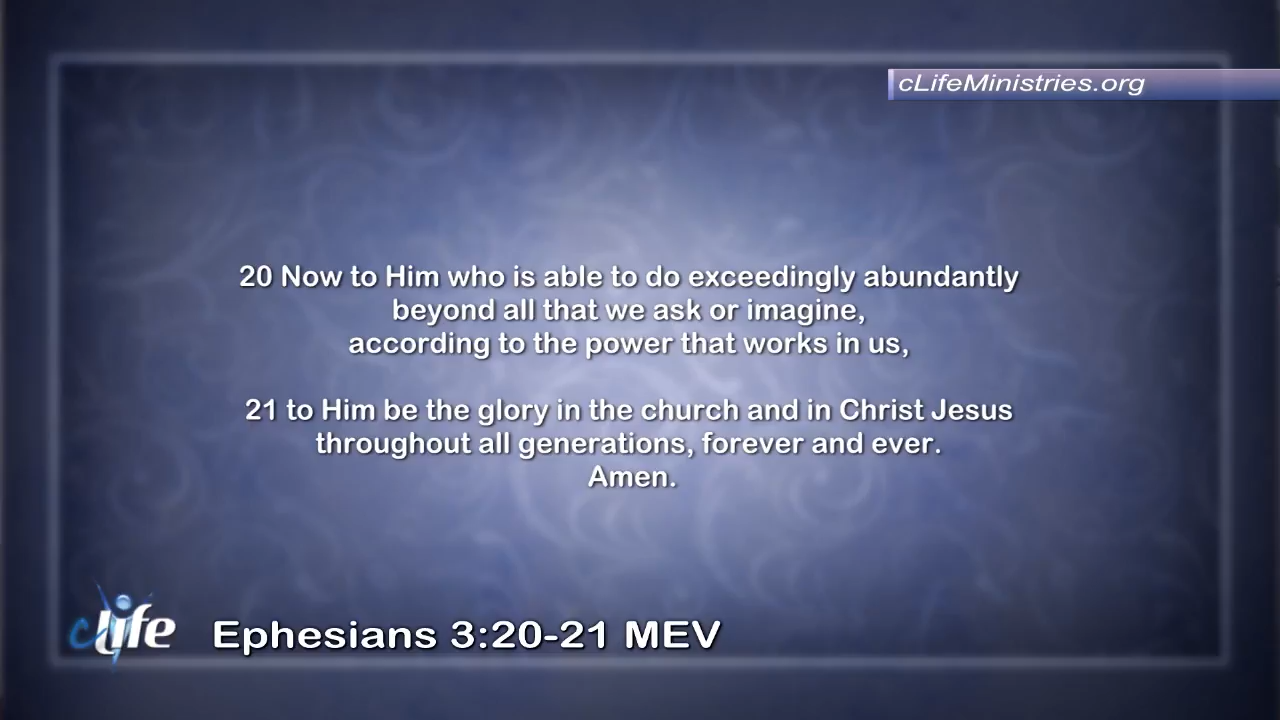 cLifeMinistries.org
20 Now to Him who is able to do exceedingly abundantly
beyond all that we ask or imagine,
according to the power that works in us,
21 to Him be the glory in the church and in Christ Jesus
throughout all generations, forever and ever.
Amen.
cLife
Ephesians 3:20-21 MEV